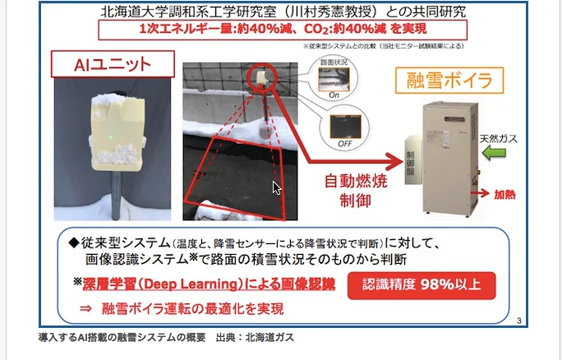 北海道大学調和系工学研究室（川村秀憲教授）との共同研究
1次エネルギー量:約40%減、CO2:約40%減 を実現
※従来型システムとの比較（当社モニター試験結果による）
AIユニット
路面状況
On
OFF
融雪ボイラ
制御盤
天然ガス
加熱
自動燃焼
制御
◆従来型システム（温度と、降雪センサーによる降雪状況で判断）に対して、
画像認識システム※で路面の積雪状況そのものから判断
※深層学習（Deep Learning）による画像認識
認識精度 98%以上
⇒ 融雪ボイラ運転の最適化を実現
3
導入するAI搭載の融雪システムの概要　出典：北海道ガス